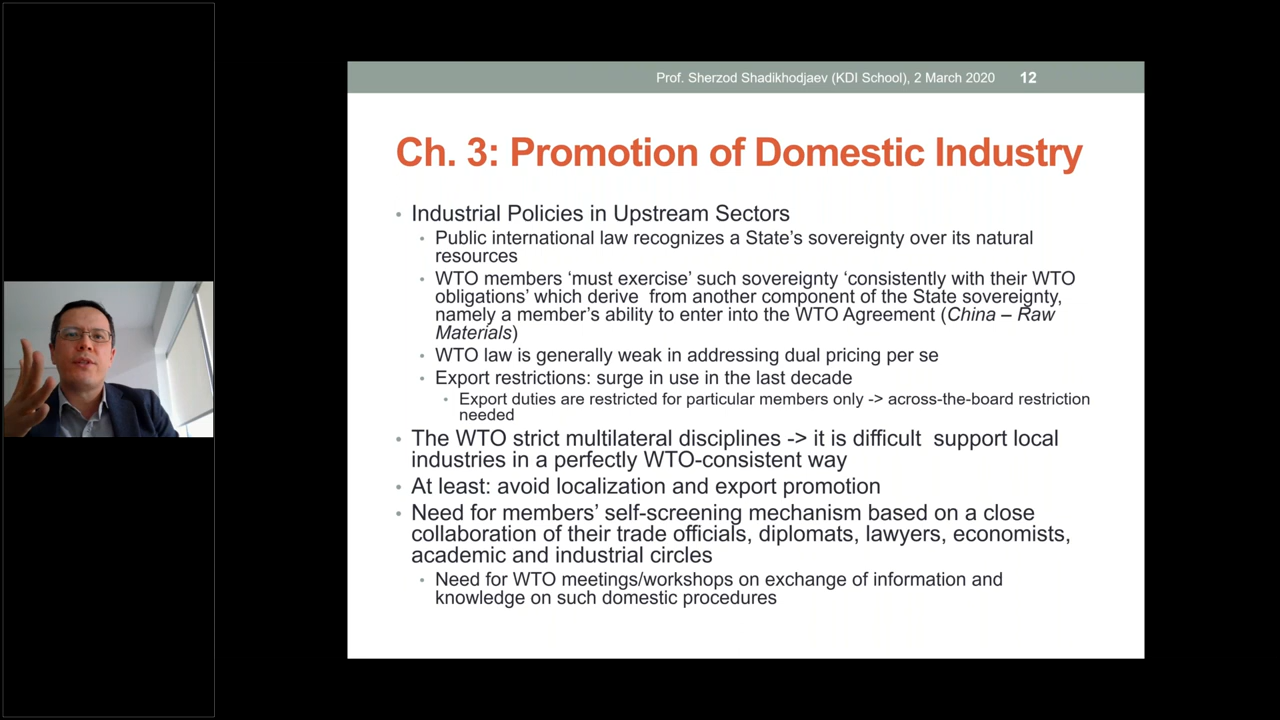 Prof. Sherzod Shadikhodjaev (KDI School), 2 March 2020 12
Ch. 3: Promotion of Domestic Industry
• Industrial Policies in Upstream Sectors
• Public international law recognizes a State's sovereignty over its natural
resources
• WTO members 'must exercise' such sovereignty 'consistently with their WTO
obligations' which derive from another component of the State sovereignty,
namely a member's ability to enter into the WTO Agreement (China – Raw
Materials)
• WTO law is generally weak in addressing dual pricing per se
• Export restrictions: surge in use in the last decade
• Export duties are restricted for particular members only -> across-the-board restriction
needed
• The WTO strict multilateral disciplines -> it is difficult support local
industries in a perfectly WTO-consistent way
• At least: avoid localization and export promotion
• Need for members' self-screening mechanism based on a close
collaboration of their trade officials, diplomats, lawyers, economists,
academic and industrial circles
• Need for WTO meetings/workshops on exchange of information and
knowledge on such domestic procedures